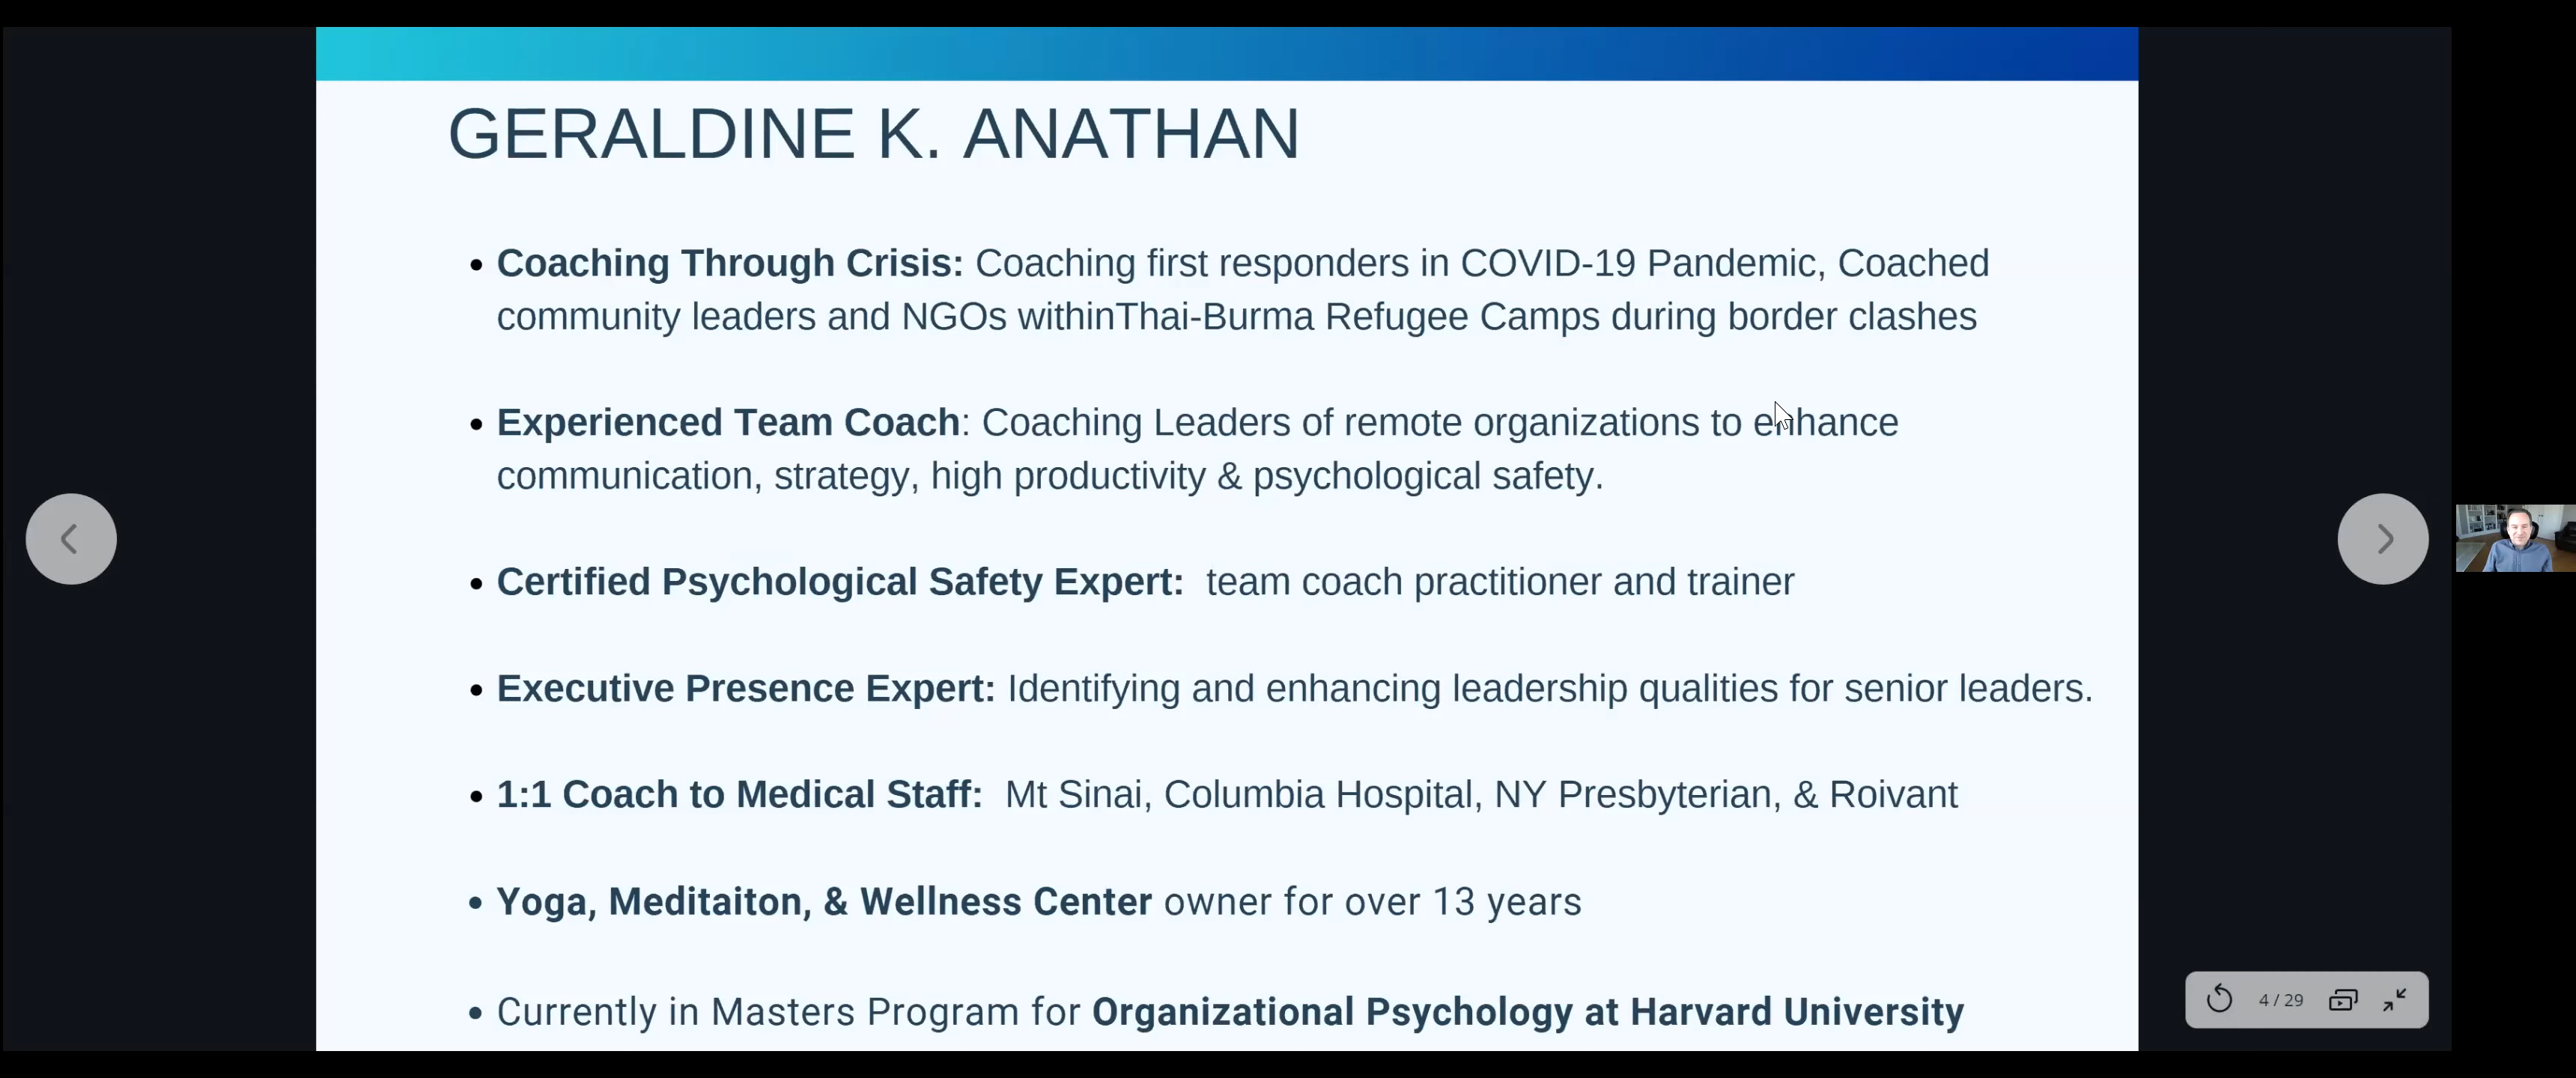 GERALDINE K. ANATHAN
• Coaching Through Crisis: Coaching first responders in COVID-19 Pandemic, Coached
community leaders and NGOs withinThai-Burma Refugee Camps during border clashes
• Experienced Team Coach: Coaching Leaders of remote organizations to enhance
communication, strategy, high productivity & psychological safety.
• Certified Psychological Safety Expert:  team coach practitioner and trainer
• Executive Presence Expert: Identifying and enhancing leadership qualities for senior leaders.
• 1:1 Coach to Medical Staff:  Mt Sinai, Columbia Hospital, NY Presbyterian, & Roivant
• Yoga, Meditaiton, & Wellness Center owner for over 13 years
• Currently in Masters Program for Organizational Psychology at Harvard University
4 / 29